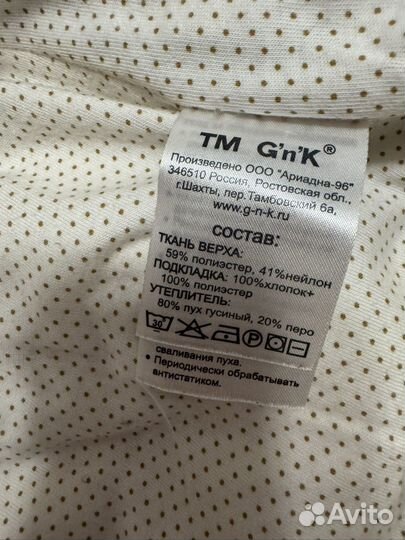 TM G'n'K®
Произведено ООО "Ариадна-96"
346510 Россия, Ростовская обл.,
г.Шахты, пер.Тамбовский 6а,
www.g-n-k.ru
состав:
ТКАНЬ ВЕРХА:
59% полиэстер, 41%нейлон
ПОДКЛАДКА: 100%хлопок+
100% полиэстер
УТЕПЛИТЕЛЬ:
80% пух гусиный, 20% перо
30
сваливания пуха.
• Периодически обрабатывать
антистатиком.
Avito